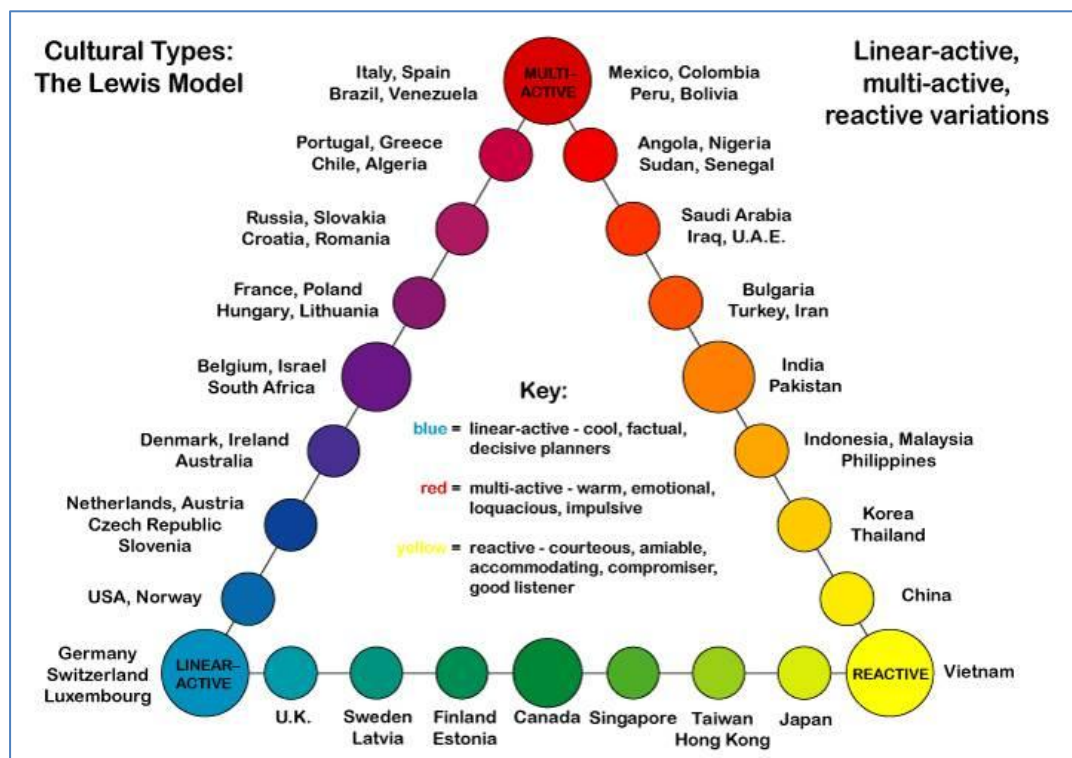 Cultural Types:
The Lewis Model
Linear-active,
multi-active,
reactive variations
MULTI-
ACTIVE
Italy, Spain
Brazil, Venezuela
Mexico, Colombia
Peru, Bolivia
Portugal, Greece
Chile, Algeria
Angola, Nigeria
Sudan, Senegal
Russia, Slovakia
Croatia, Romania
Saudi Arabia
Iraq, U.A.E.
France, Poland
Hungary, Lithuania
Bulgaria
Turkey, Iran
Belgium, Israel
South Africa
India
Pakistan
Key:
blue = linear-active - cool, factual,
decisive planners
red = multi-active - warm, emotional,
loquacious, impulsive
yellow = reactive - courteous, amiable,
accommodating, compromiser,
good listener
Denmark, Ireland
Australia
Indonesia, Malaysia
Philippines
Netherlands, Austria
Czech Republic
Slovenia
Korea
Thailand
USA, Norway
China
Germany
Switzerland
Luxembourg
LINEAR-
ACTIVE
REACTIVE
Vietnam
U.K.
Sweden
Latvia
Finland
Estonia
Canada
Singapore
Taiwan
Hong Kong
Japan